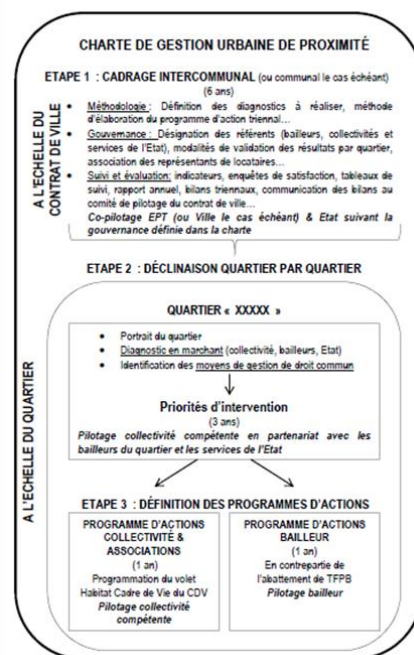 CHARTE DE GESTION URBAINE DE PROXIMITÉ
A L'ECHELLE DU
CONTRAT DE VILLE
ETAPE 1 : CADRAGE INTERCOMMUNAL (ou communal le cas échéant)
(6 ans)
• Méthodologie : Définition des diagnostics à réaliser, méthode
d'élaboration du programme d'action triennal…
• Gouvernance : Désignation des référents (bailleurs, collectivités et
services de l'Etat), modalités de validation des résultats par quartier,
association des représentants de locataires…
• Suivi et évaluation: indicateurs, enquêtes de satisfaction, tableaux de
suivi, rapport annuel, bilans triennaux, communication des bilans au
comité de pilotage du contrat de ville…
Co-pilotage EPT (ou Ville le cas échéant) & Etat suivant la
gouvernance définie dans la charte
ETAPE 2 : DÉCLINAISON QUARTIER PAR QUARTIER
A L'ECHELLE DU QUARTIER
QUARTIER « XXXXX »
• Portrait du quartier
• Diagnostic en marchant (collectivité, bailleurs, Etat)
• Identification des moyens de gestion de droit commun
Priorités d'intervention
(3 ans)
Pilotage collectivité compétente en partenariat avec les
bailleurs du quartier et les services de l'Etat
ETAPE 3 : DÉFINITION DES PROGRAMMES D'ACTIONS
PROGRAMME D'ACTIONS
COLLECTIVITÉ &
ASSOCIATIONS
(1 an)
Programmation du volet
Habitat Cadre de Vie du CDV
Pilotage collectivité
compétente
PROGRAMME D'ACTIONS
BAILLEUR
(1 an)
En contrepartie de
l'abattement de TFPB
Pilotage bailleur